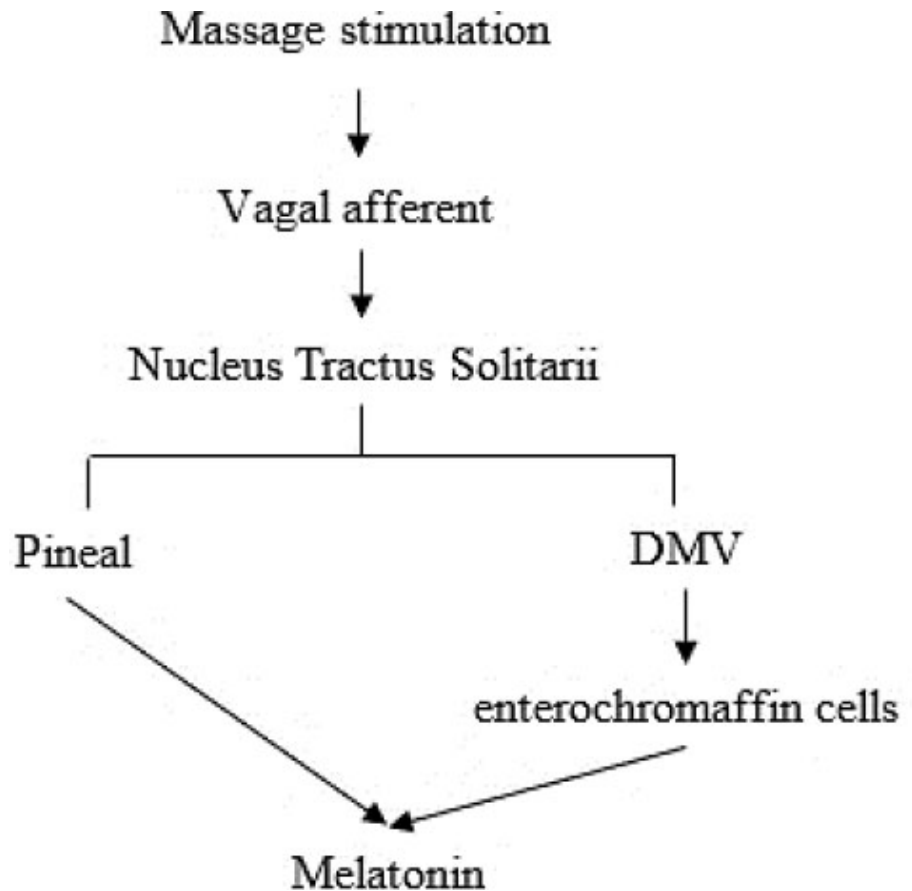 Massage stimulation
Vagal afferent
Nucleus Tractus Solitarii
Pineal
DMV
enterochromaffin cells
Melatonin